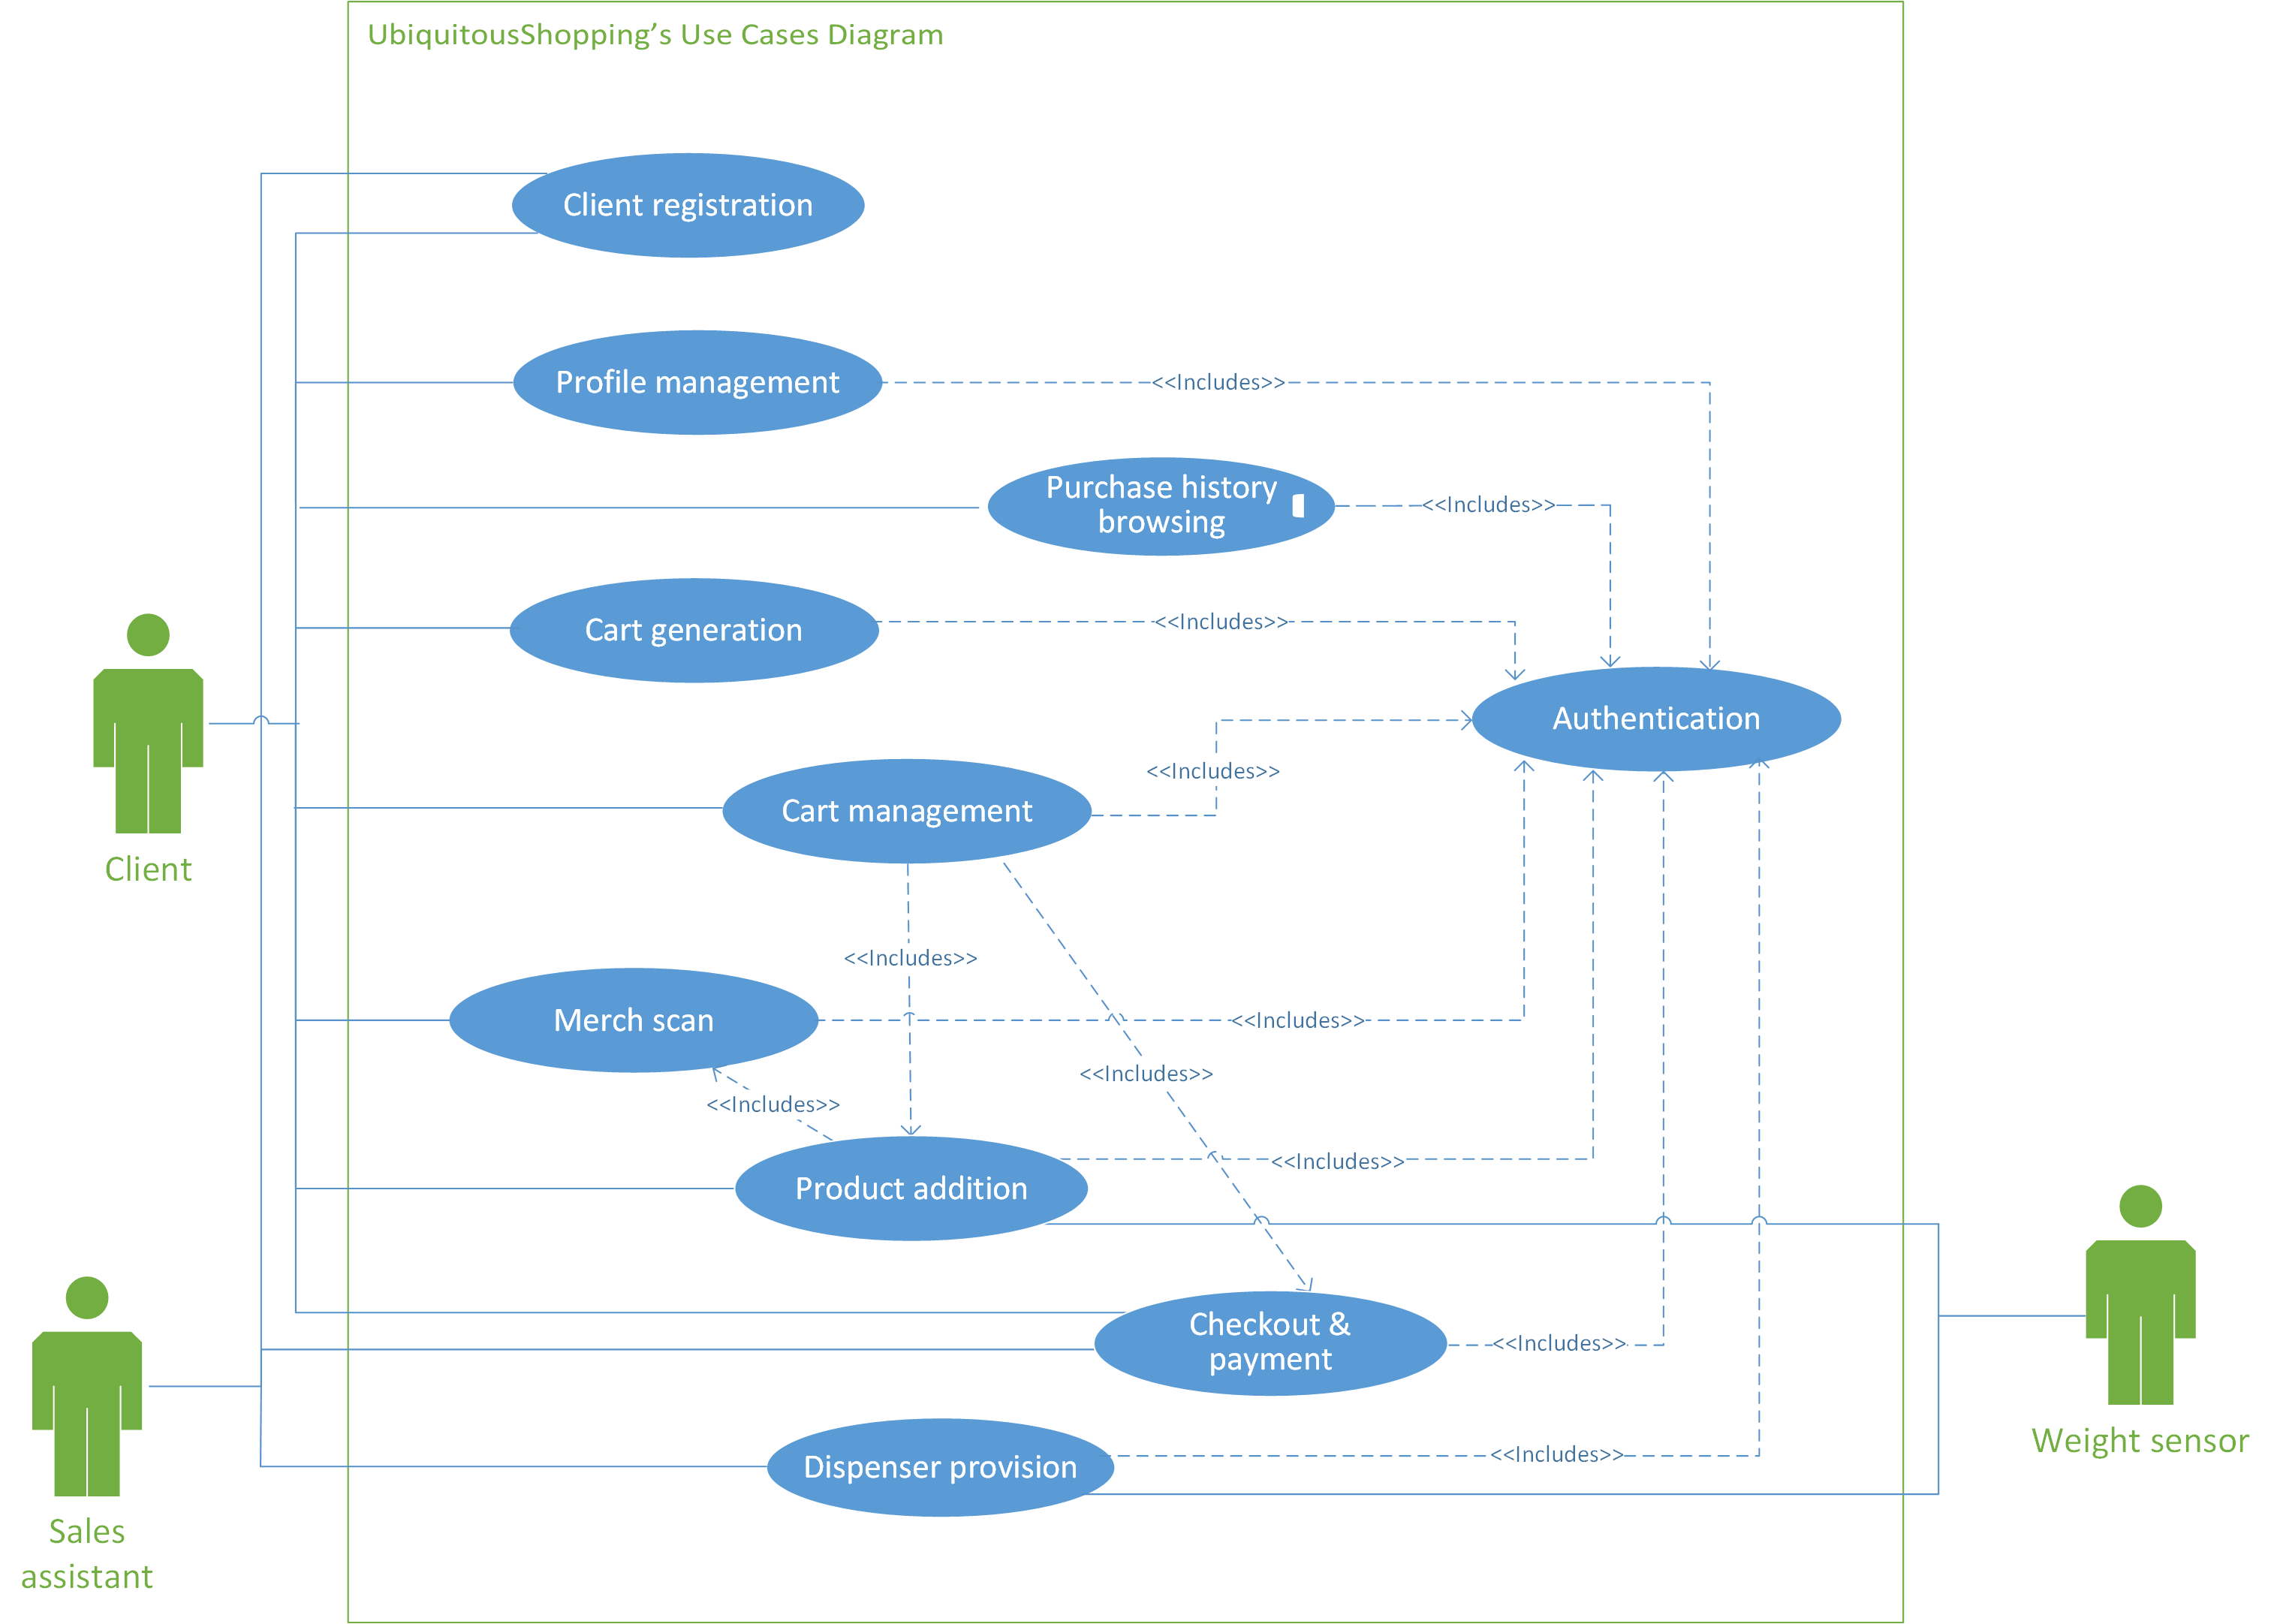 UbiquitousShopping’s Use Cases Diagram
Client registration
Profile management
<<Includes>>
Purchase history
browsing
<<Includes>>
Cart generation
<<Includes>>
Authentication
<<Includes>>
Cart management
Client
<<Includes>>
Merch scan
<<Includes>>
<<Includes>>
<<Includes>>
<<Includes>>
Product addition
Checkout &
payment
<<Includes>>
Weight sensor
Dispenser provision
<<Includes>>
Sales
assistant